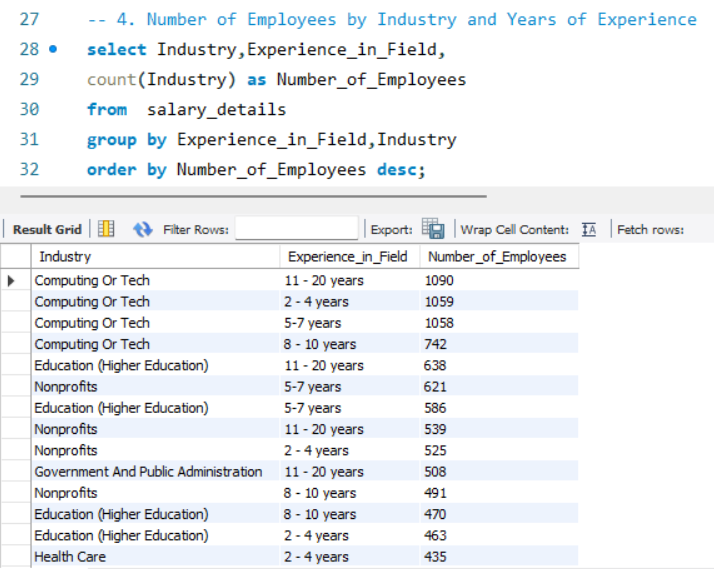 27 -- 4. Number of Employees by Industry and Years of Experience
28 select Industry,Experience_in_Field,
29 count(Industry) as Number_of_Employees
30 from  salary_details
31 group by Experience_in_Field,Industry
32 order by Number_of_Employees desc;
Result Grid Filter Rows: Export: Wrap Cell Content: IA Fetch rows:
Industry Experience_in_Field Number_of_Employees
Computing Or Tech 11 - 20 years 1090
Computing Or Tech 2 - 4 years 1059
Computing Or Tech 5-7 years 1058
Computing Or Tech 8 - 10 years 742
Education (Higher Education) 11 - 20 years 638
Nonprofits 5-7 years 621
Education (Higher Education) 5-7 years 586
Nonprofits 11 - 20 years 539
Nonprofits 2 - 4 years 525
Government And Public Administration 11 - 20 years 508
Nonprofits 8 - 10 years 491
Education (Higher Education) 8 - 10 years 470
Education (Higher Education) 2 - 4 years 463
Health Care 2 - 4 years 435